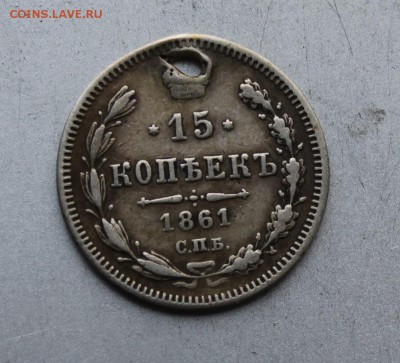 COINS.LAVE.RU
* 15 *
КОПѢЕКЪ
1861
С.П.Б.